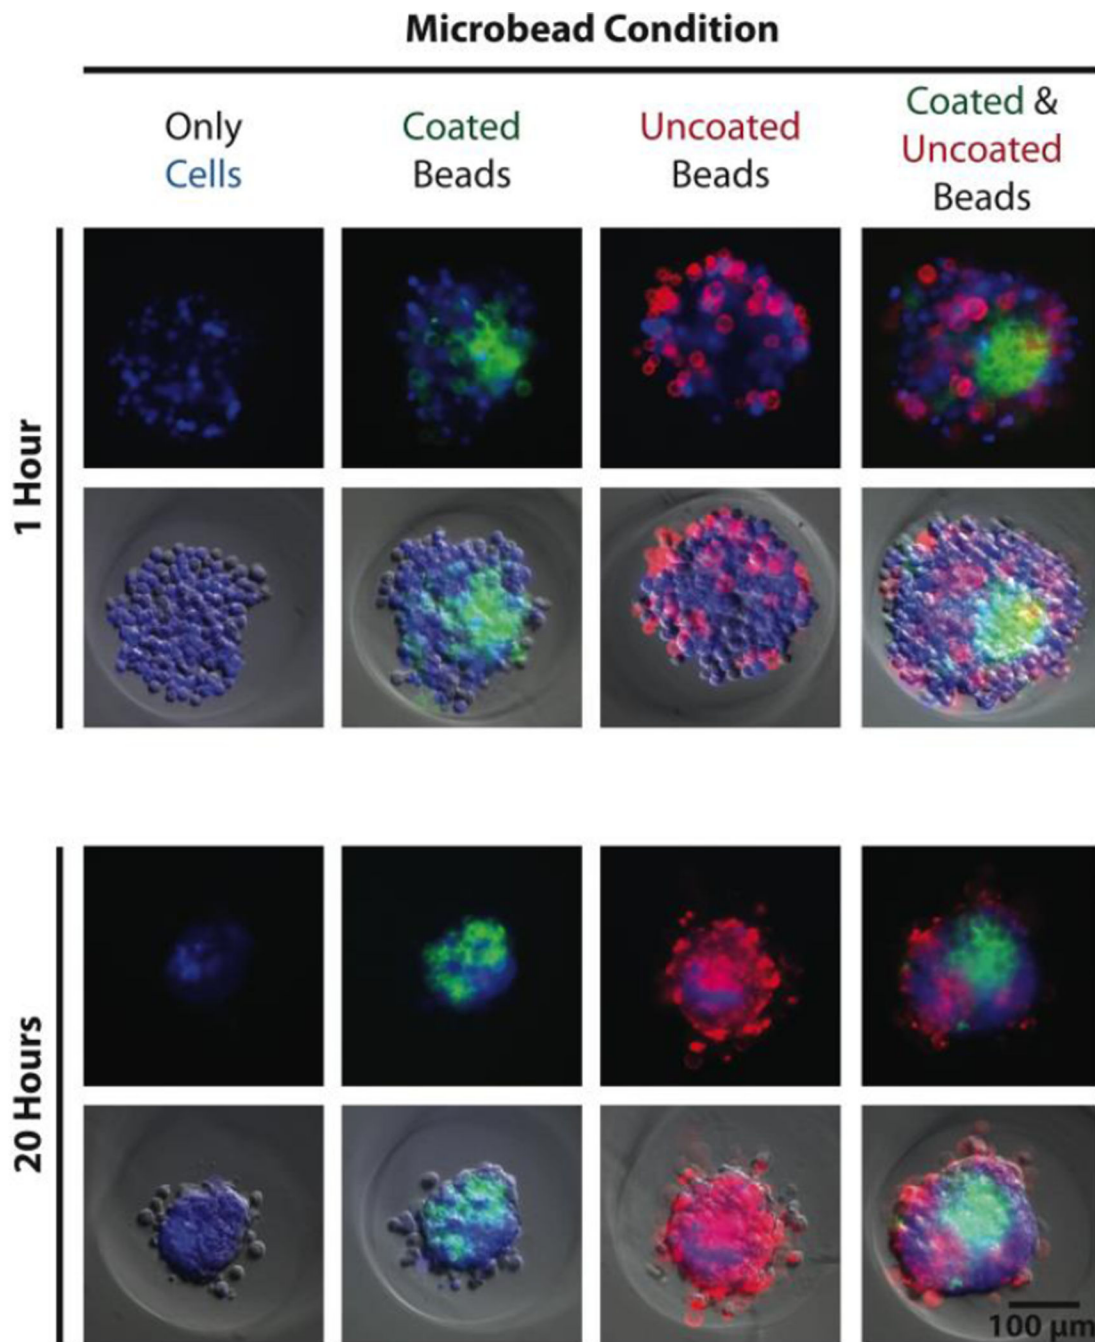 Microbead Condition
Only
Cells
Coated
Beads
Uncoated
Beads
Coated &
Uncoated
Beads
1 Hour
20 Hours
100 μm